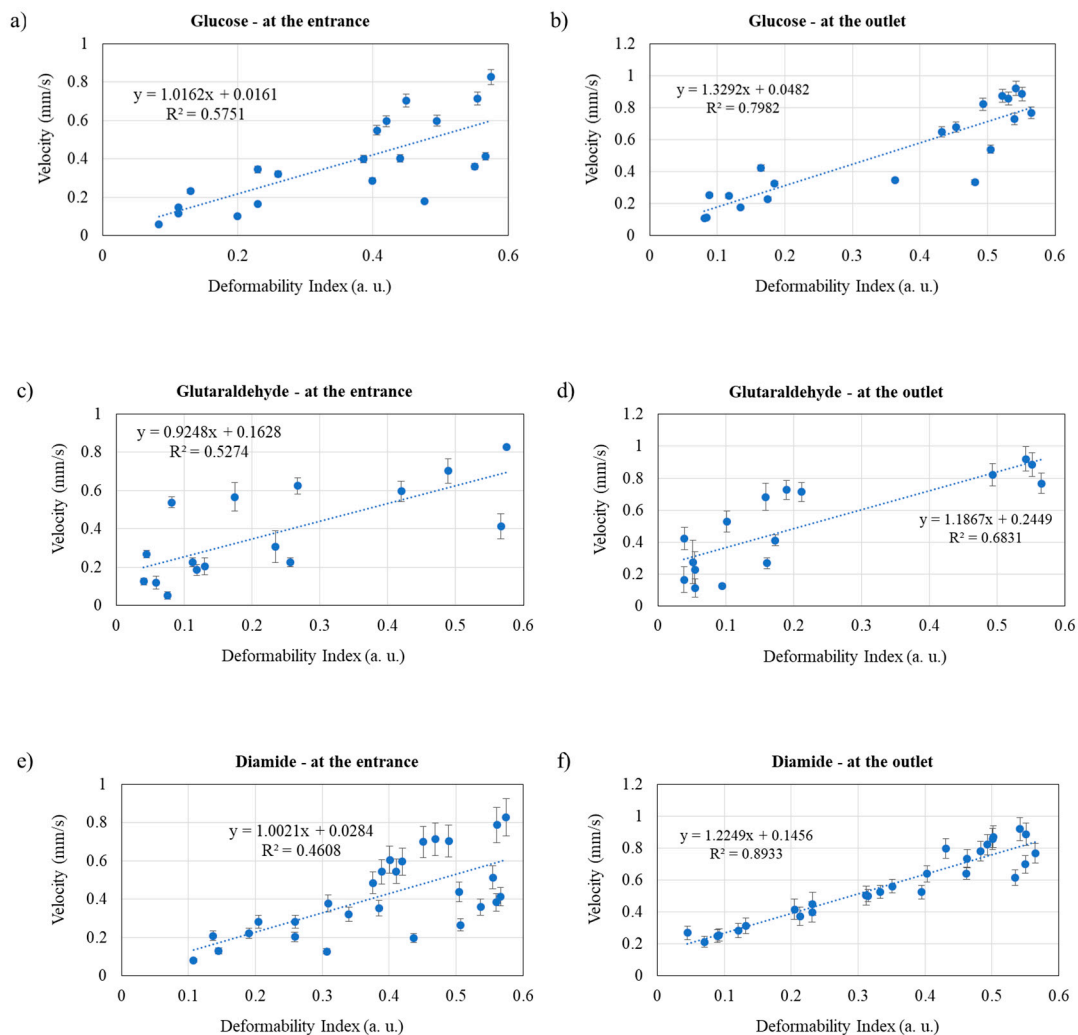 a)
Glucose - at the entrance
1
0.8
0.6
0.4
0.2
0
Velocity (mm/s)
y = 1.0162x + 0.0161
R² = 0.5751
0
0.2
0.4
0.6
Deformability Index (a. u.)
b)
Glucose - at the outlet
1.2
1
0.8
0.6
0.4
0.2
0
Velocity (mm/s)
y = 1.3292x + 0.0482
R² = 0.7982
0
0.1
0.2
0.3
0.4
0.5
0.6
Deformability Index (a. u.)
c)
Glutaraldehyde - at the entrance
1
0.8
0.6
0.4
0.2
0
Velocity (mm/s)
y = 0.9248x + 0.1628
R² = 0.5274
0
0.1
0.2
0.3
0.4
0.5
0.6
Deformability Index (a. u.)
d)
Glutaraldehyde - at the outlet
1.2
1
0.8
0.6
0.4
0.2
0
Velocity (mm/s)
y = 1.1867x + 0.2449
R² = 0.6831
0
0.1
0.2
0.3
0.4
0.5
0.6
Deformability Index (a. u.)
e)
Diamide - at the entrance
1
0.8
0.6
0.4
0.2
0
Velocity (mm/s)
y = 1.0021x + 0.0284
R² = 0.4608
0
0.1
0.2
0.3
0.4
0.5
0.6
Deformability Index (a. u.)
f)
Diamide - at the outlet
1.2
1
0.8
0.6
0.4
0.2
0
Velocity (mm/s)
y = 1.2249x + 0.1456
R² = 0.8933
0
0.1
0.2
0.3
0.4
0.5
0.6
Deformability Index (a. u.)